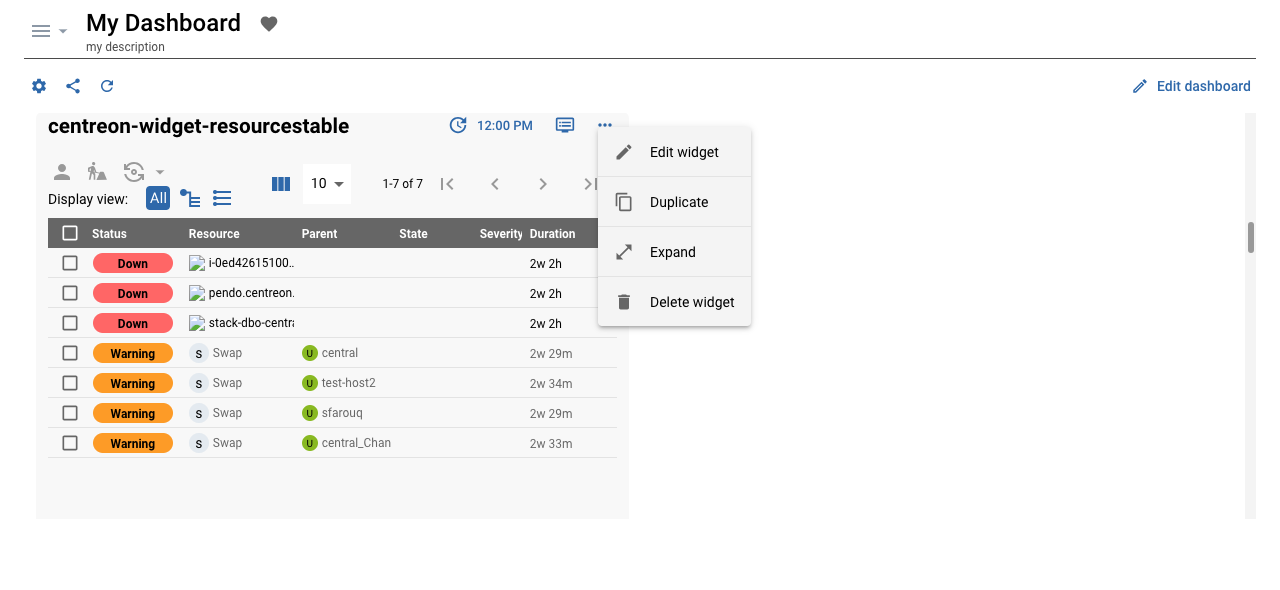 My Dashboard
my description
Edit dashboard
centreon-widget-resourcestable
12:00 PM
Edit widget
Duplicate
Expand
Delete widget
10
1-7 of 7
Display view:
All
Status Resource Parent State Severity Duration
Down i-0ed42615100.. 2w 2h
Down pendo.centreon. 2w 2h
Down stack-dbo-centr 2w 2h
Warning S Swap U central 2w 29m
Warning S Swap U test-host2 2w 34m
Warning S Swap U sfarouq 2w 29m
Warning S Swap U central_Chan 2w 33m